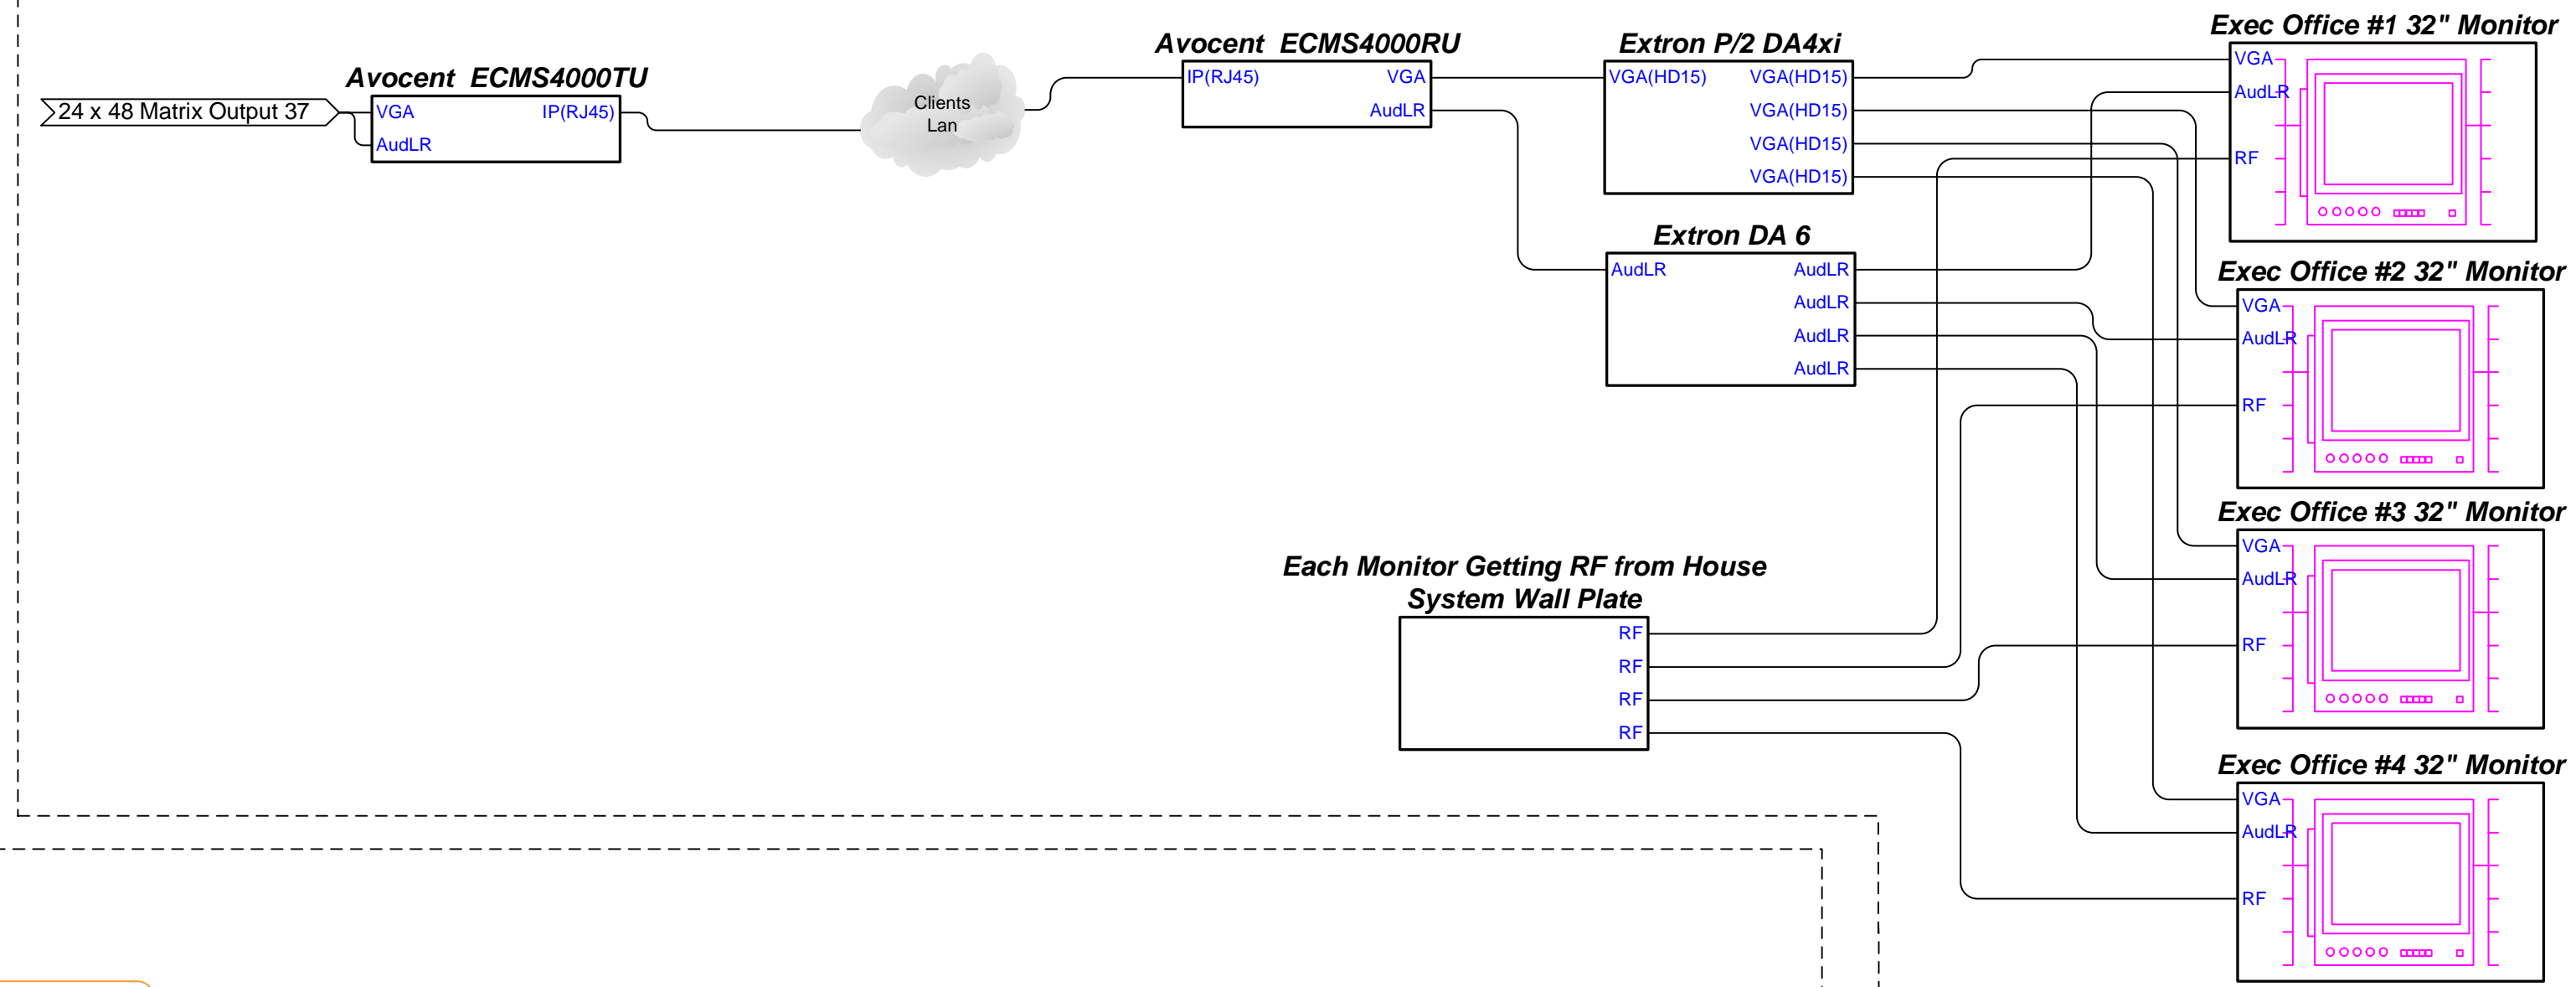 24 x 48 Matrix Output 37
Avocent  ECMS4000TU
VGA
IP(RJ45)
AudLR
Clients
Lan
Avocent  ECMS4000RU
IP(RJ45)
VGA
AudLR
Extron P/2 DA4xi
VGA(HD15)
VGA(HD15)
VGA(HD15)
VGA(HD15)
VGA(HD15)
Extron DA 6
AudLR
AudLR
AudLR
AudLR
AudLR
Each Monitor Getting RF from House
System Wall Plate
RF
RF
RF
RF
Exec Office #1 32" Monitor
VGA
AudLR
RF
Exec Office #2 32" Monitor
VGA
AudLR
RF
Exec Office #3 32" Monitor
VGA
AudLR
RF
Exec Office #4 32" Monitor
VGA
AudLR
RF